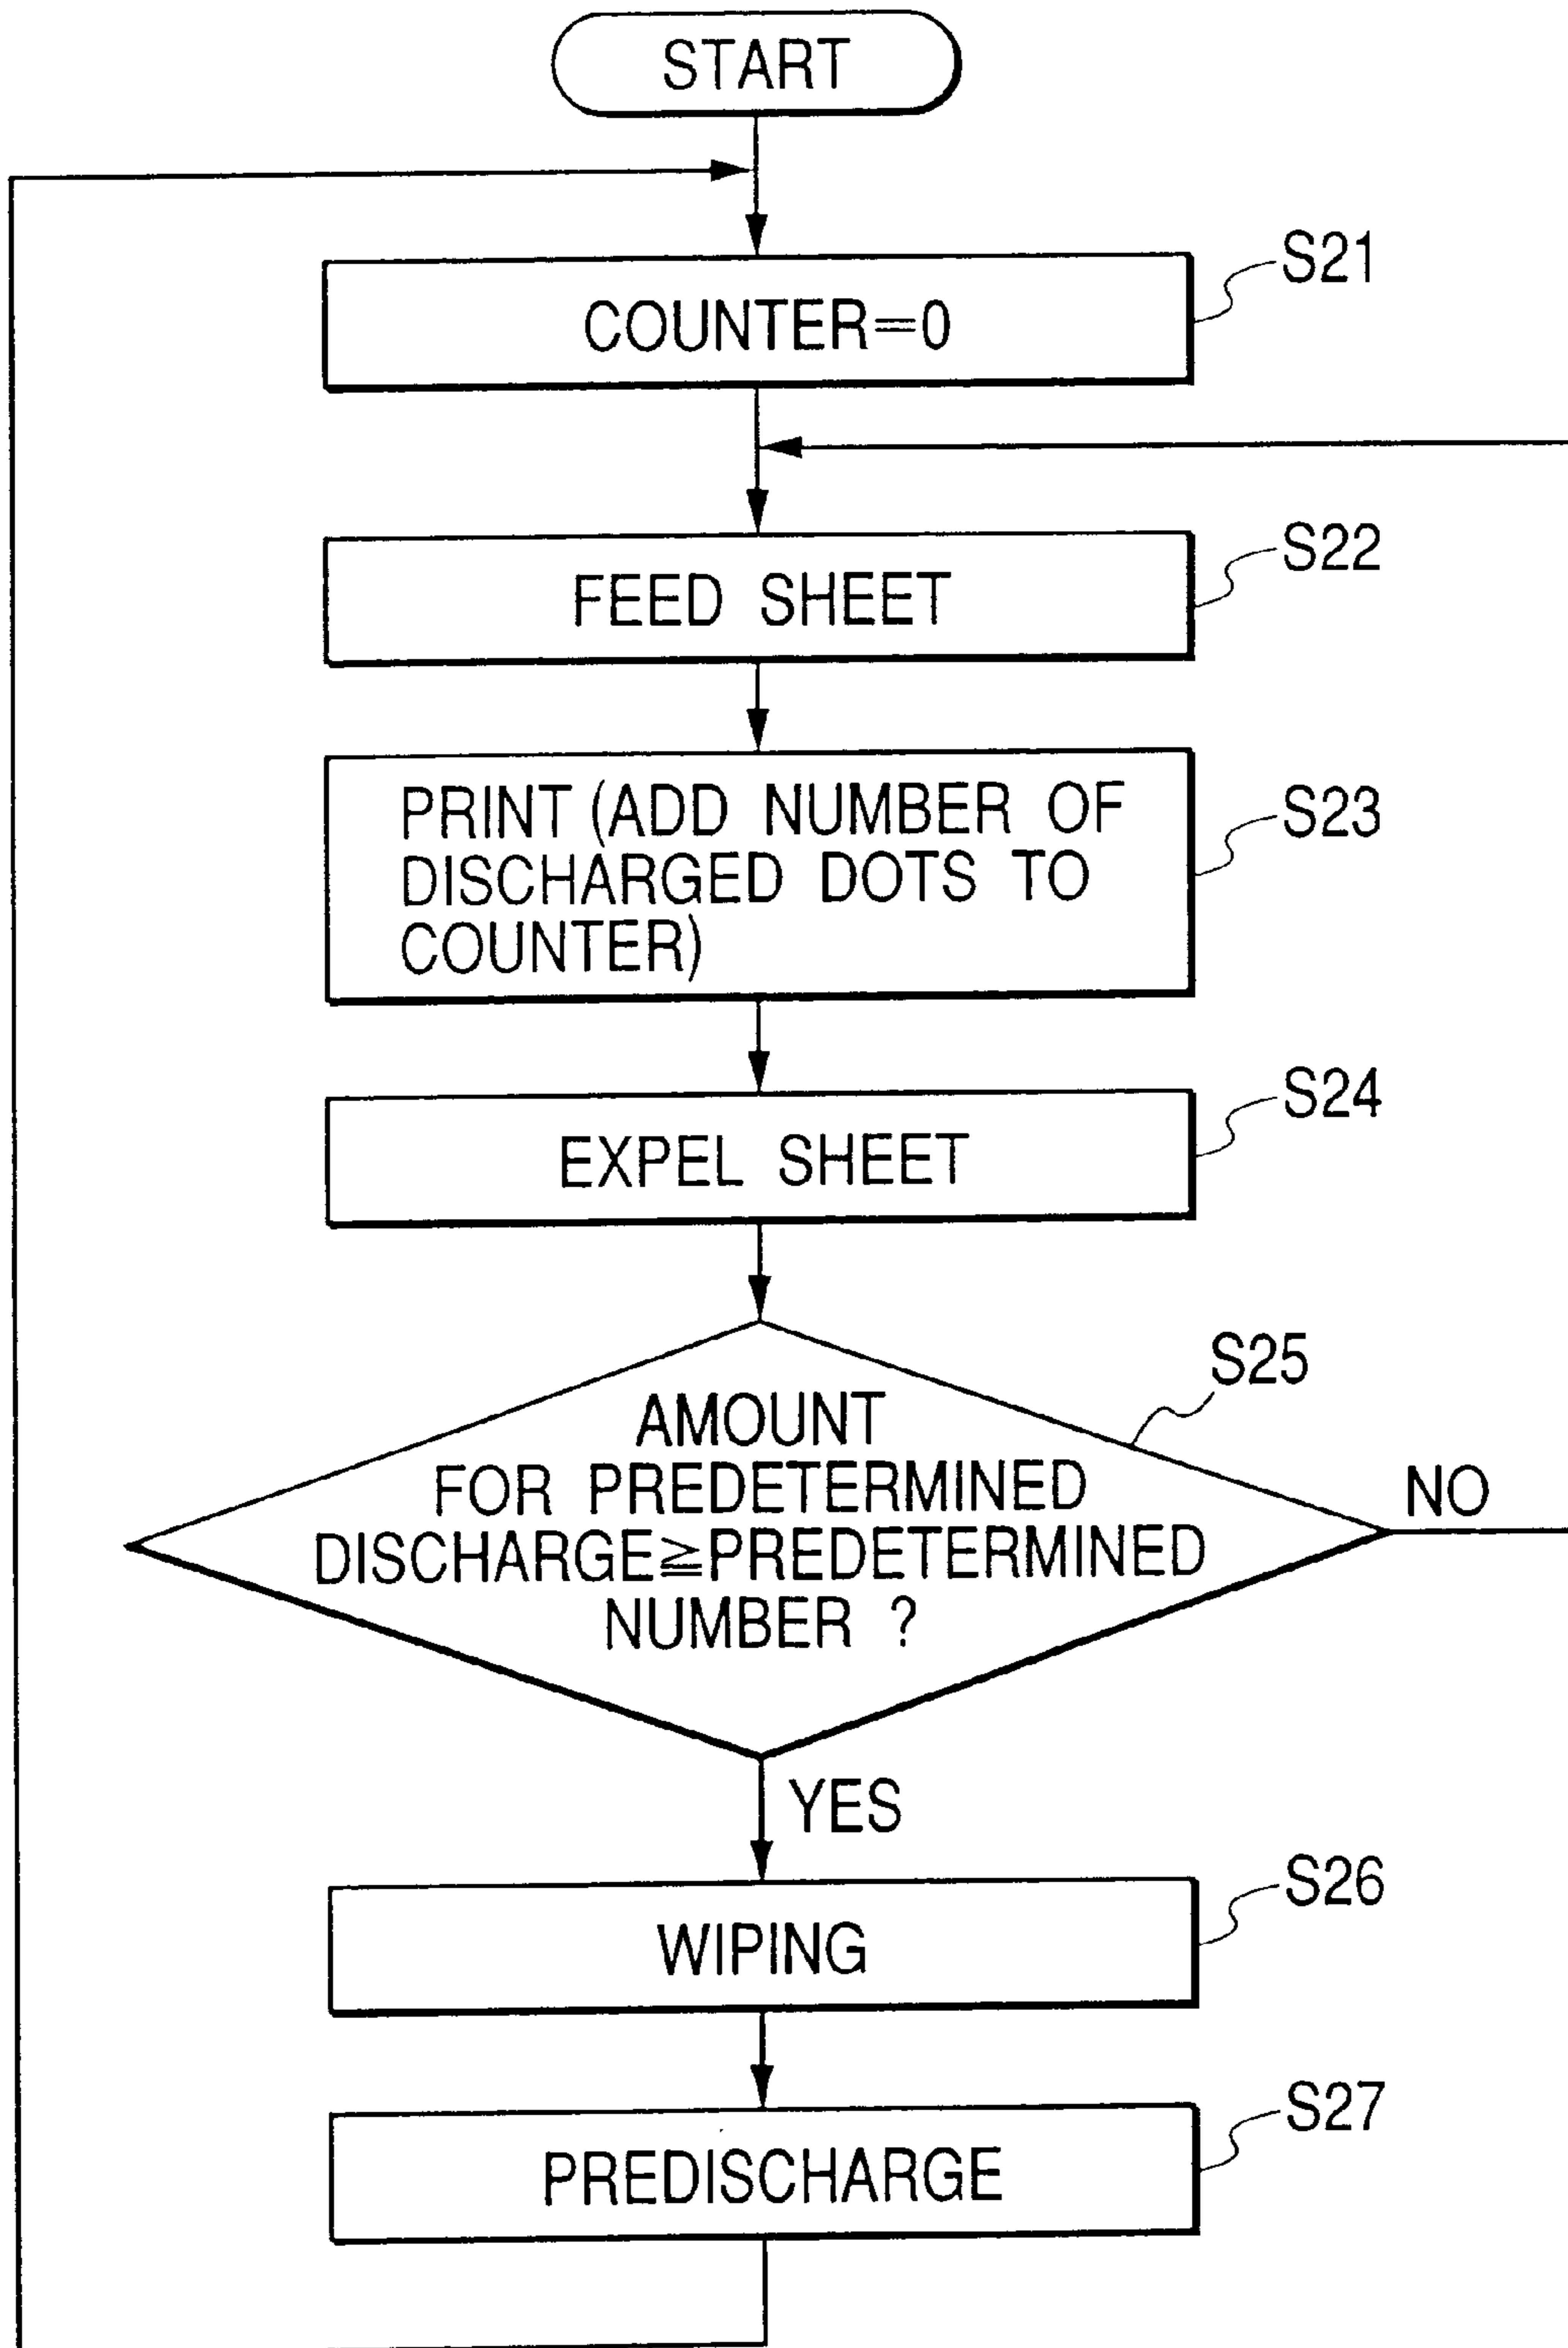 START
S21
COUNTER=0
S22
FEED SHEET
S23
PRINT (ADD NUMBER OF
DISCHARGED DOTS TO
COUNTER)
S24
EXPEL SHEET
S25
AMOUNT
FOR PREDETERMINED
DISCHARGE≧PREDETERMINED
NUMBER ?
NO
YES
S26
WIPING
S27
PREDISCHARGE